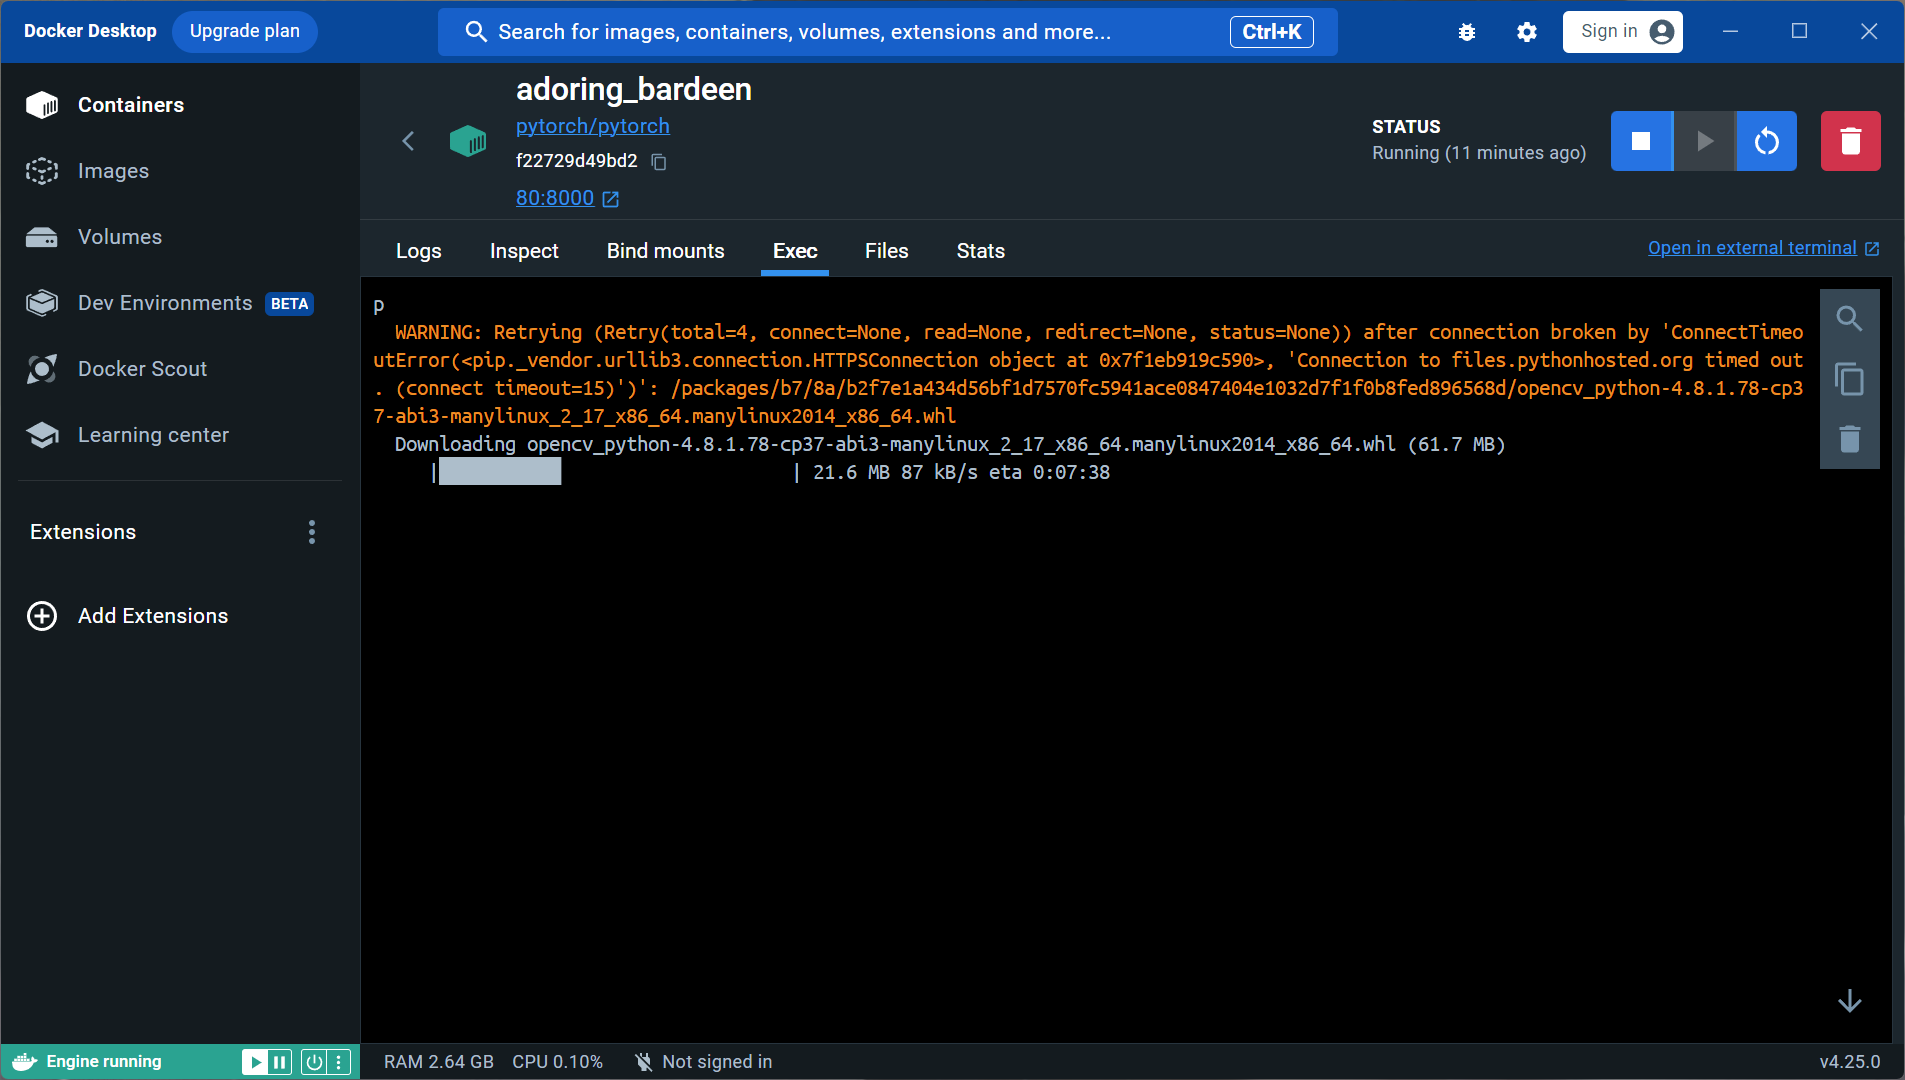 Docker Desktop Upgrade plan Search for images, containers, volumes, extensions and more... Ctrl+K Sign in
Containers
Images
Volumes
Dev Environments BETA
Docker Scout
Learning center
Extensions
Add Extensions
adoring_bardeen
pytorch/pytorch
f22729d49bd2
80:8000
STATUS
Running (11 minutes ago)
Logs Inspect Bind mounts Exec Files Stats Open in external terminal
p
WARNING: Retrying (Retry(total=4, connect=None, read=None, redirect=None, status=None)) after connection broken by 'ConnectTimeo
utError(<pip._vendor.urllib3.connection.HTTPSConnection object at 0x7f1eb919c590>, 'Connection to files.pythonhosted.org timed out
. (connect timeout=15)')': /packages/b7/8a/b2f7e1a434d56bf1d7570fc5941ace0847404e1032d7f1f0b8fed896568d/opencv_python-4.8.1.78-cp3
7-abi3-manylinux_2_17_x86_64.manylinux2014_x86_64.whl
Downloading opencv_python-4.8.1.78-cp37-abi3-manylinux_2_17_x86_64.manylinux2014_x86_64.whl (61.7 MB)
| | 21.6 MB 87 kB/s eta 0:07:38
Engine running RAM 2.64 GB CPU 0.10% Not signed in v4.25.0